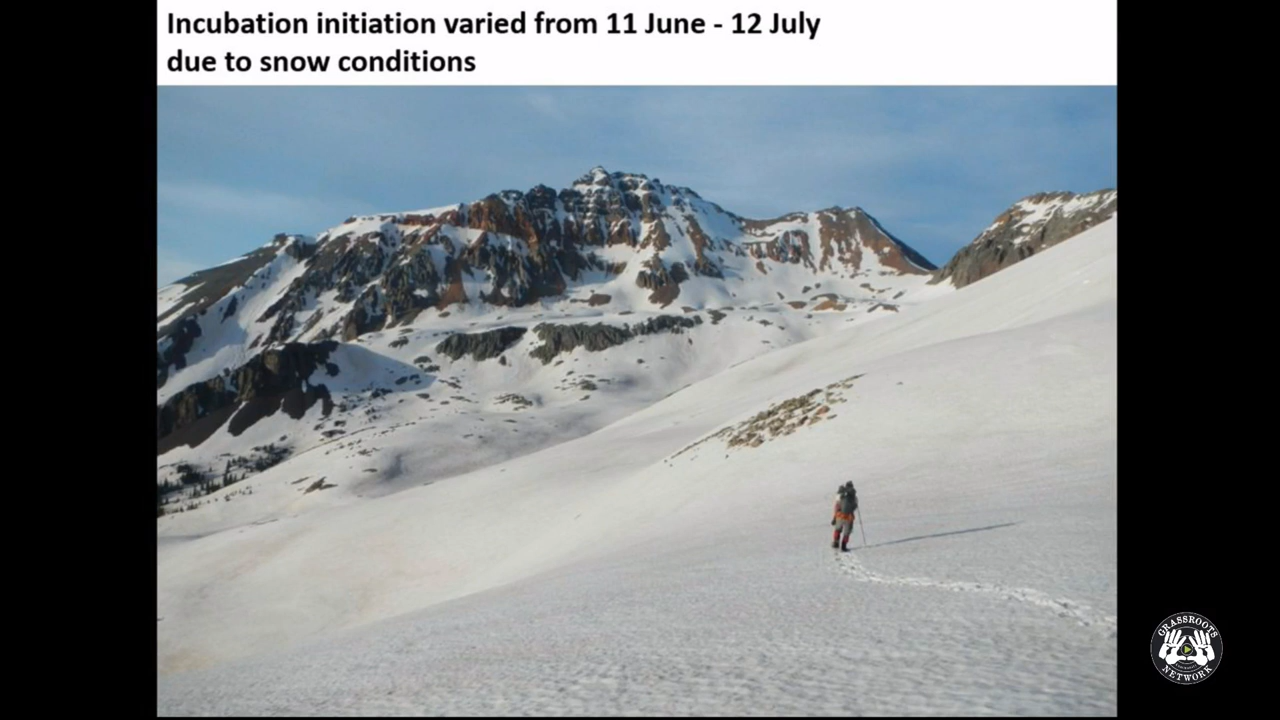 Incubation initiation varied from 11 June - 12 July
due to snow conditions
GRASSROOTS
NETWORK